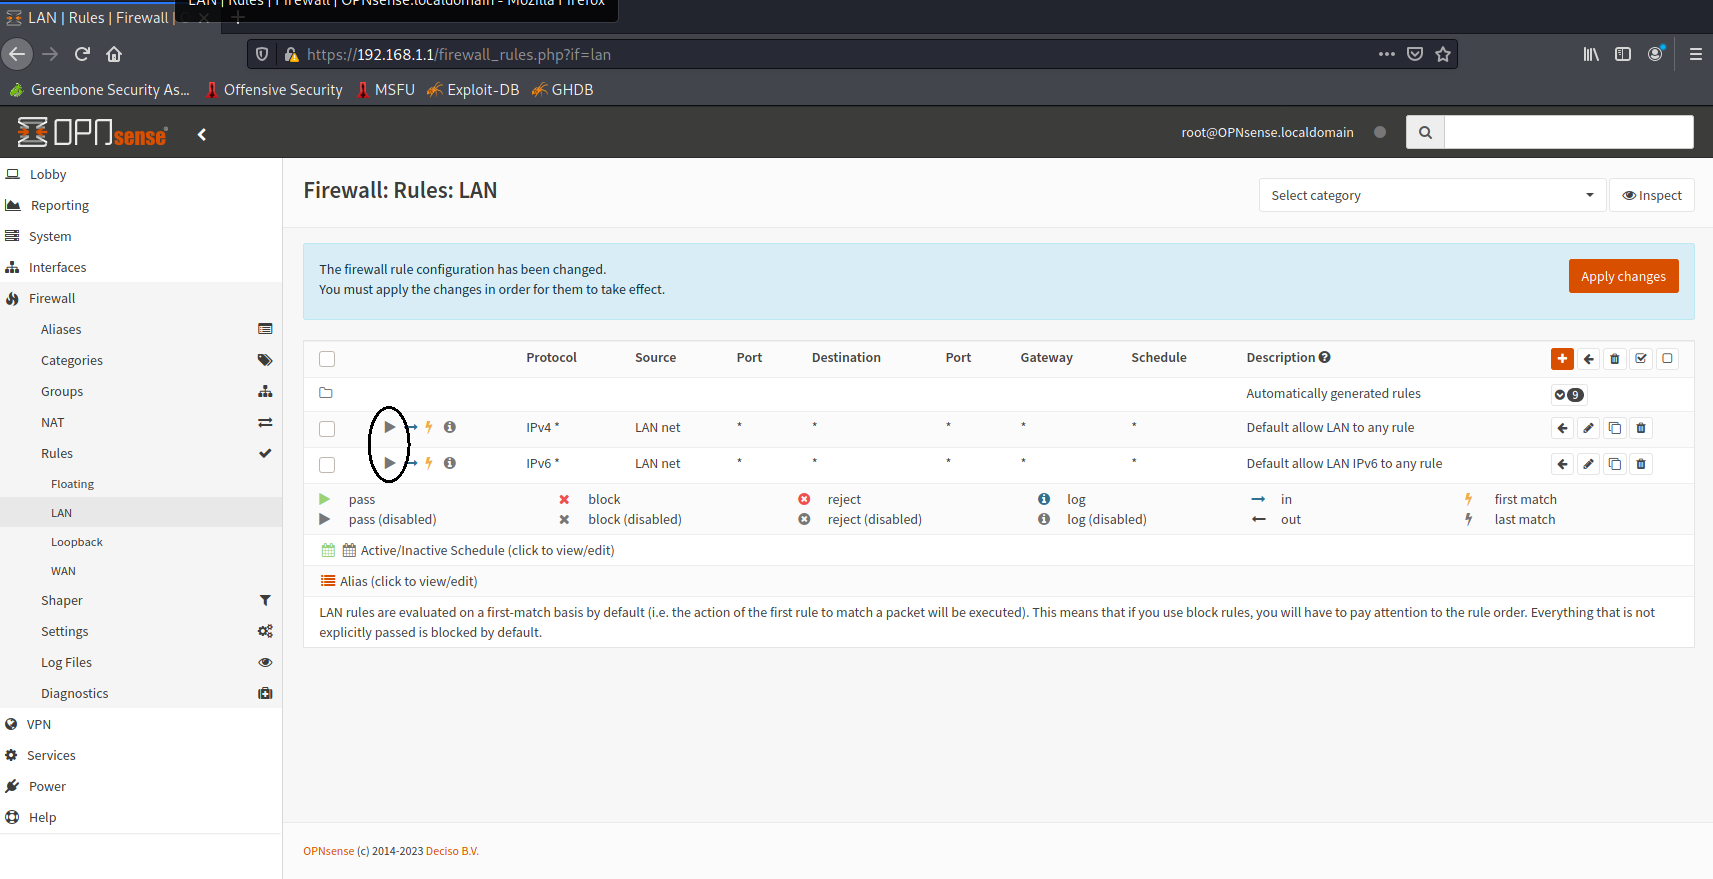 LAN | Rules | Firewall | OPNsense.localdomain - Mozilla Firefox
LAN | Rules | Firewall |
https://192.168.1.1/firewall_rules.php?if=lan
Greenbone Security As... Offensive Security MSFU Exploit-DB GHDB
OPNsense
root@OPNsense.localdomain
Lobby
Reporting
System
Interfaces
Firewall
Aliases
Categories
Groups
NAT
Rules
Floating
LAN
Loopback
WAN
Shaper
Settings
Log Files
Diagnostics
VPN
Services
Power
Help
Firewall: Rules: LAN
Select category
Inspect
The firewall rule configuration has been changed.
You must apply the changes in order for them to take effect.
Apply changes
Protocol Source Port Destination Port Gateway Schedule Description
Automatically generated rules 9
IPv4 * LAN net * * * * * Default allow LAN to any rule
IPv6 * LAN net * * * * * Default allow LAN IPv6 to any rule
pass block reject log in first match
pass (disabled) block (disabled) reject (disabled) log (disabled) out last match
Active/Inactive Schedule (click to view/edit)
Alias (click to view/edit)
LAN rules are evaluated on a first-match basis by default (i.e. the action of the first rule to match a packet will be executed). This means that if you use block rules, you will have to pay attention to the rule order. Everything that is not
explicitly passed is blocked by default.
OPNsense (c) 2014-2023 Deciso B.V.